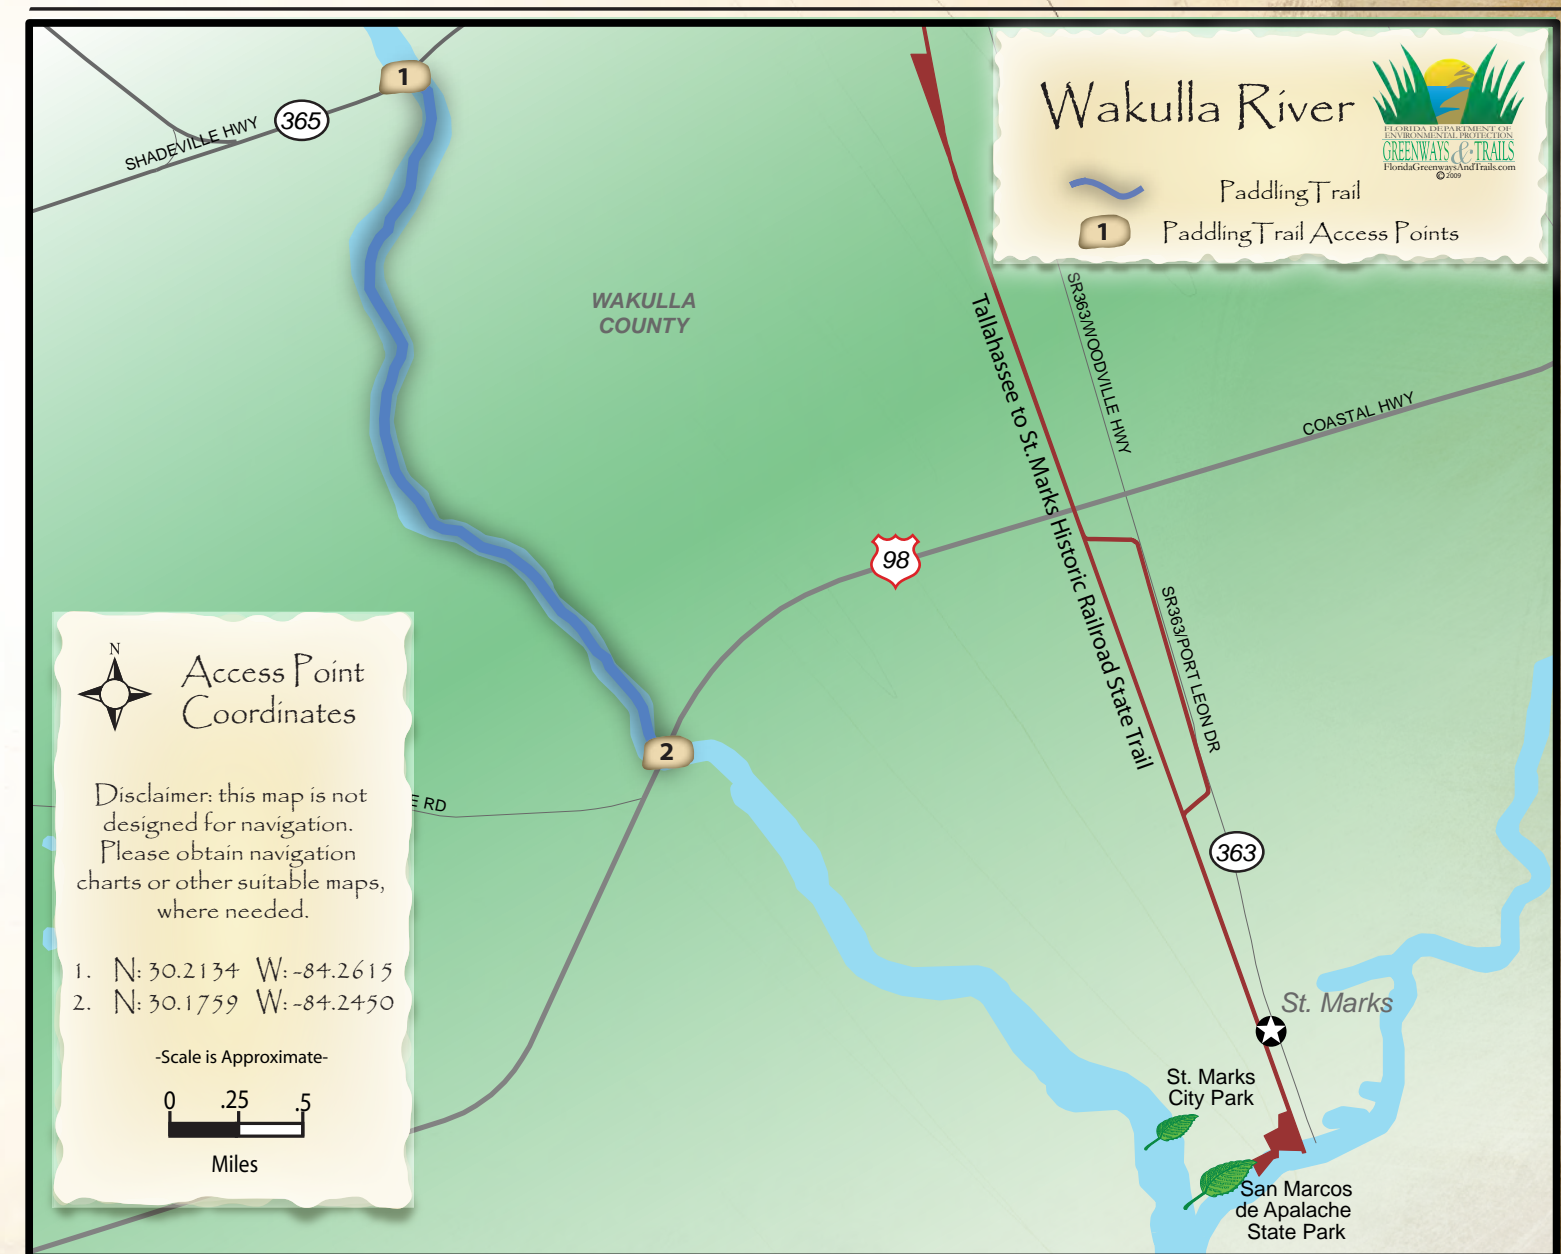 1
SHADEVILLE HWY
365
Wakulla River
FLORIDA DEPARTMENT OF
ENVIRONMENTAL PROTECTION
GREENWAYS & TRAILS
FloridaGreenwaysAndTrails.com
© 2009
Paddling Trail
1
Paddling Trail Access Points
WAKULLA
COUNTY
Tallahassee to St. Marks Historic Railroad State Trail
SR363/WOODVILLE HWY
COASTAL HWY
98
SR363/PORT LEON DR
N
Access Point
Coordinates
2
E RD
Disclaimer: this map is not
designed for navigation.
Please obtain navigation
charts or other suitable maps,
where needed.
363
1. N: 30.2134 W: -84.2615
2. N: 30.1759 W: -84.2450
St. Marks
-Scale is Approximate-
0 .25 .5
Miles
St. Marks
City Park
San Marcos
de Apalache
State Park